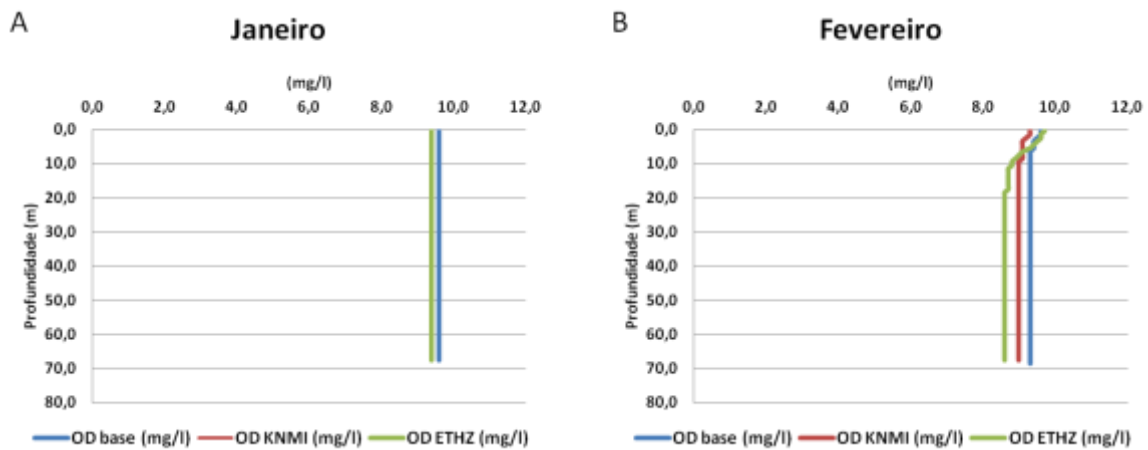 A
Janeiro
(mg/l)
0,0 2,0 4,0 6,0 8,0 10,0 12,0
0,0
10,0
20,0
30,0
40,0
50,0
60,0
70,0
80,0
Profundidade (m)
OD base (mg/l) OD KNMI (mg/l) OD ETHZ (mg/l)
B
Fevereiro
(mg/l)
0,0 2,0 4,0 6,0 8,0 10,0 12,0
0,0
10,0
20,0
30,0
40,0
50,0
60,0
70,0
80,0
Profundidade (m)
OD base (mg/l) OD KNMI (mg/l) OD ETHZ (mg/l)